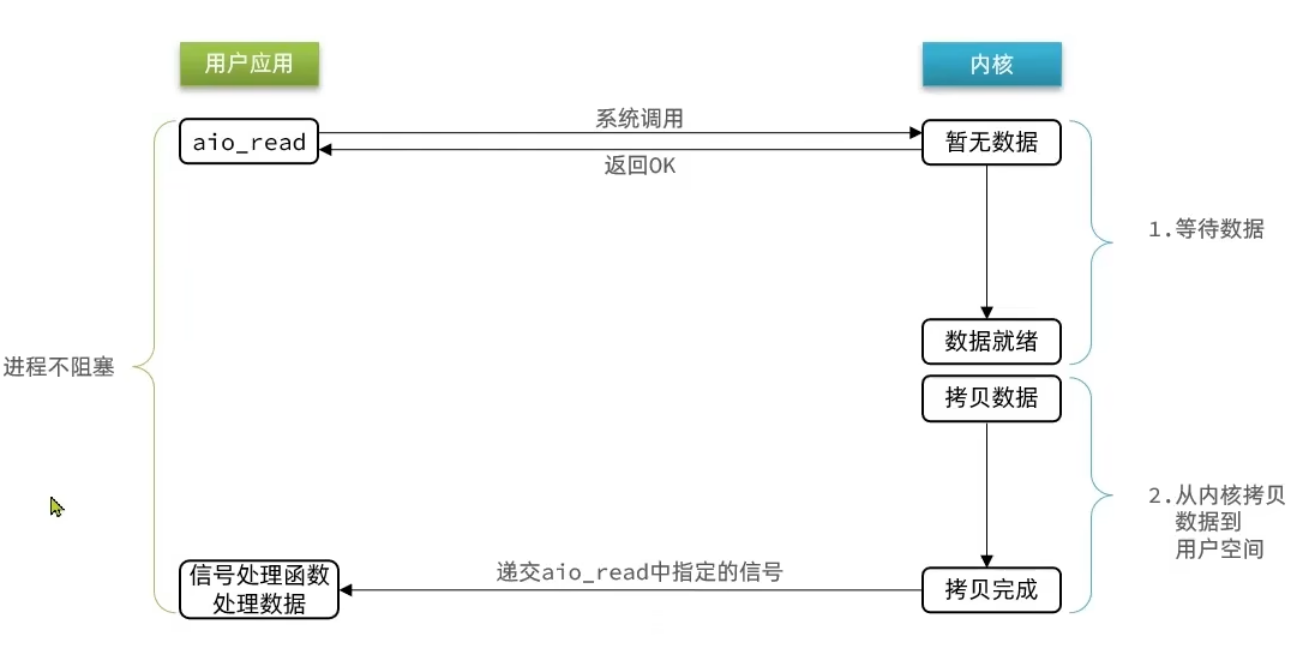 用户应用
内核
系统调用
aio_read
暂无数据
返回OK
1.等待数据
数据就绪
进程不阻塞
拷贝数据
2.从内核拷贝
数据到
用户空间
信号处理函数
处理数据
递交aio_read中指定的信号
拷贝完成